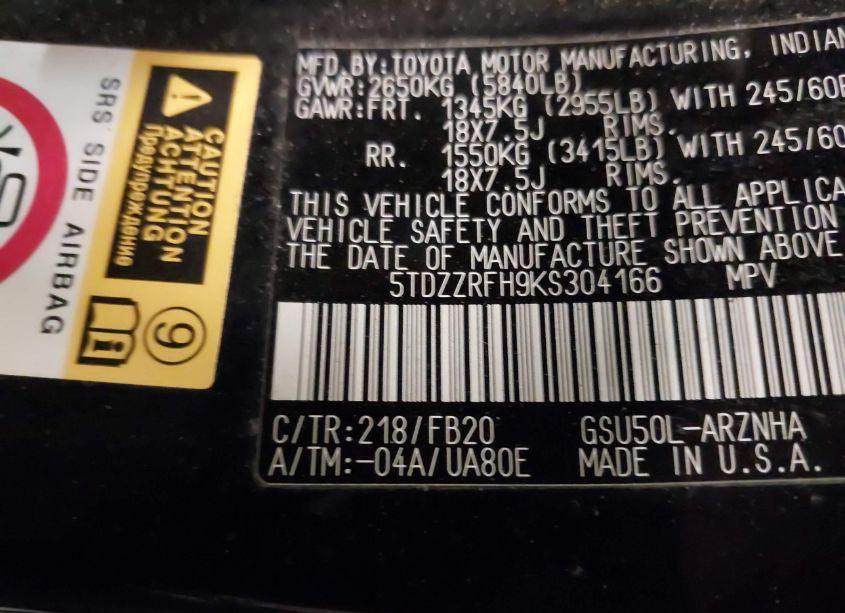 MFD.BY:TOYOTA MOTOR MANUFACTURING, INDIAN
GVWR:2650KG (5840LB)
GAWR:FRT. 1345KG (2955LB) WITH 245/60R
18X7.5J RIMS.
RR. 1550KG (3415LB) WITH 245/60
18X7.5J RIMS.
THIS VEHICLE CONFORMS TO ALL APPLICA
VEHICLE SAFETY AND THEFT PREVENTION
THE DATE OF MANUFACTURE SHOWN ABOVE
5TDZZRFH9KS304166 MPV
C/TR:218/FB20 GSU50L-ARZNHA
A/TM:-04A/UA80E MADE IN U.S.A.
CAUTION
ATTENTION
ACHTUNG
Предупреждение
SRS SIDE AIRBAG
9